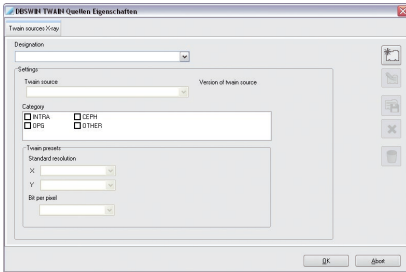 DBSWIN TWAIN Quellen Eigenschaften
Twain sources X-ray
Designation
Settings
Twain source
Version of twain source
Category
INTRA
CEPH
OPG
OTHER
Twain presets
Standard resolution
X
Y
Bit per pixel
OK
Abort